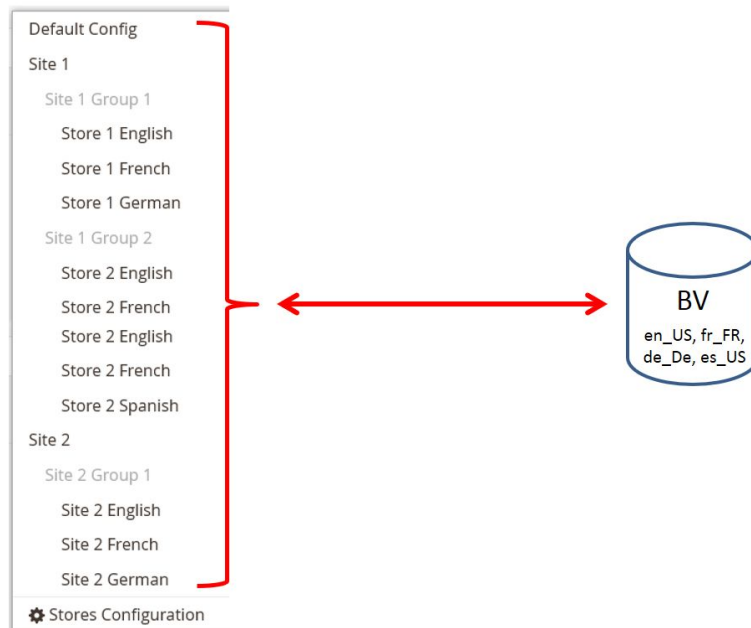 Default Config
Site 1
Site 1 Group 1
Store 1 English
Store 1 French
Store 1 German
Site 1 Group 2
Store 2 English
Store 2 French
Store 2 English
Store 2 French
Store 2 Spanish
Site 2
Site 2 Group 1
Site 2 English
Site 2 French
Site 2 German
Stores Configuration
BV
en_US, fr_FR,
de_De, es_US